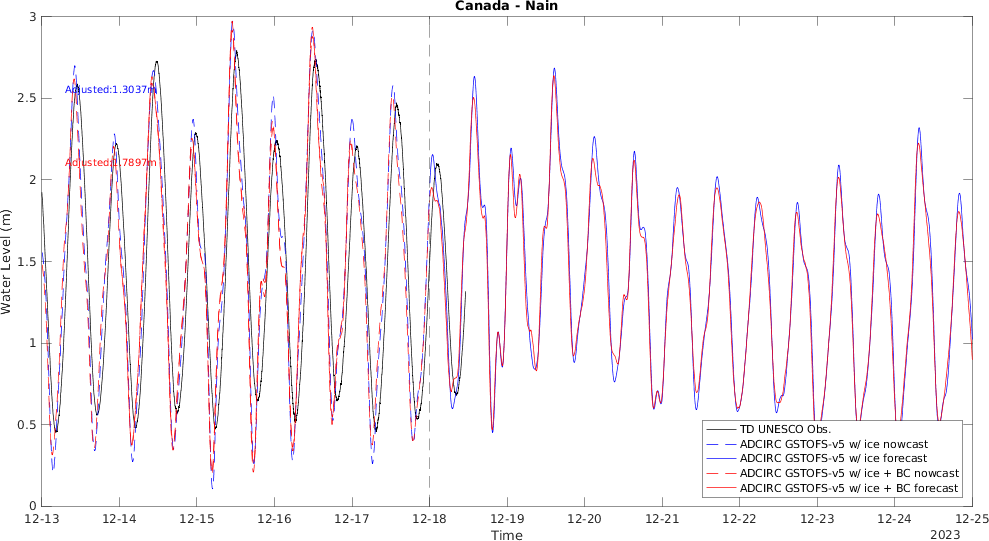 Canada - Nain
3
2.5
2
1.5
1
0.5
0
Water Level (m)
Adjusted:1.3037m
Adjusted:1.7897m
TD UNESCO Obs.
ADCIRC GSTOFS-v5 w/ ice nowcast
ADCIRC GSTOFS-v5 w/ ice forecast
ADCIRC GSTOFS-v5 w/ ice + BC nowcast
ADCIRC GSTOFS-v5 w/ ice + BC forecast
12-13 12-14 12-15 12-16 12-17 12-18 12-19 12-20 12-21 12-22 12-23 12-24 12-25
Time
2023